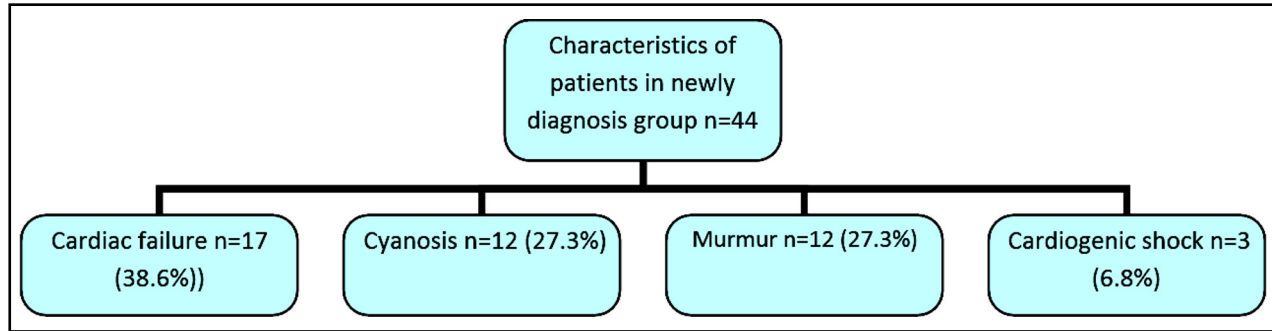 Characteristics of
patients in newly
diagnosis group n=44
Cardiac failure n=17
(38.6%))
Cyanosis n=12 (27.3%)
Murmur n=12 (27.3%)
Cardiogenic shock n=3
(6.8%)